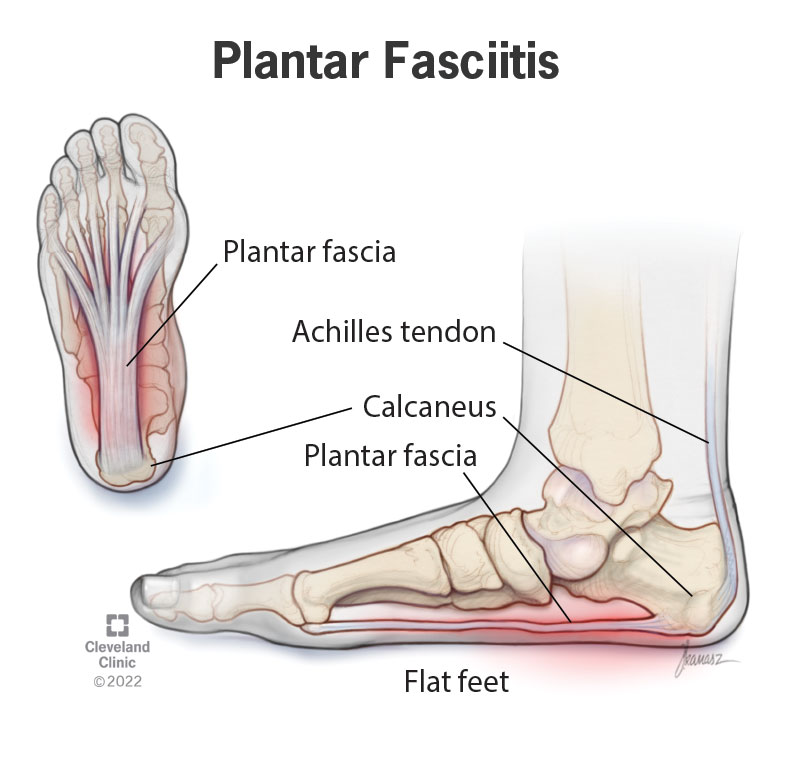 Plantar Fasciitis
Plantar fascia
Achilles tendon
Calcaneus
Plantar fascia
Flat feet
Cleveland
Clinic
©2022